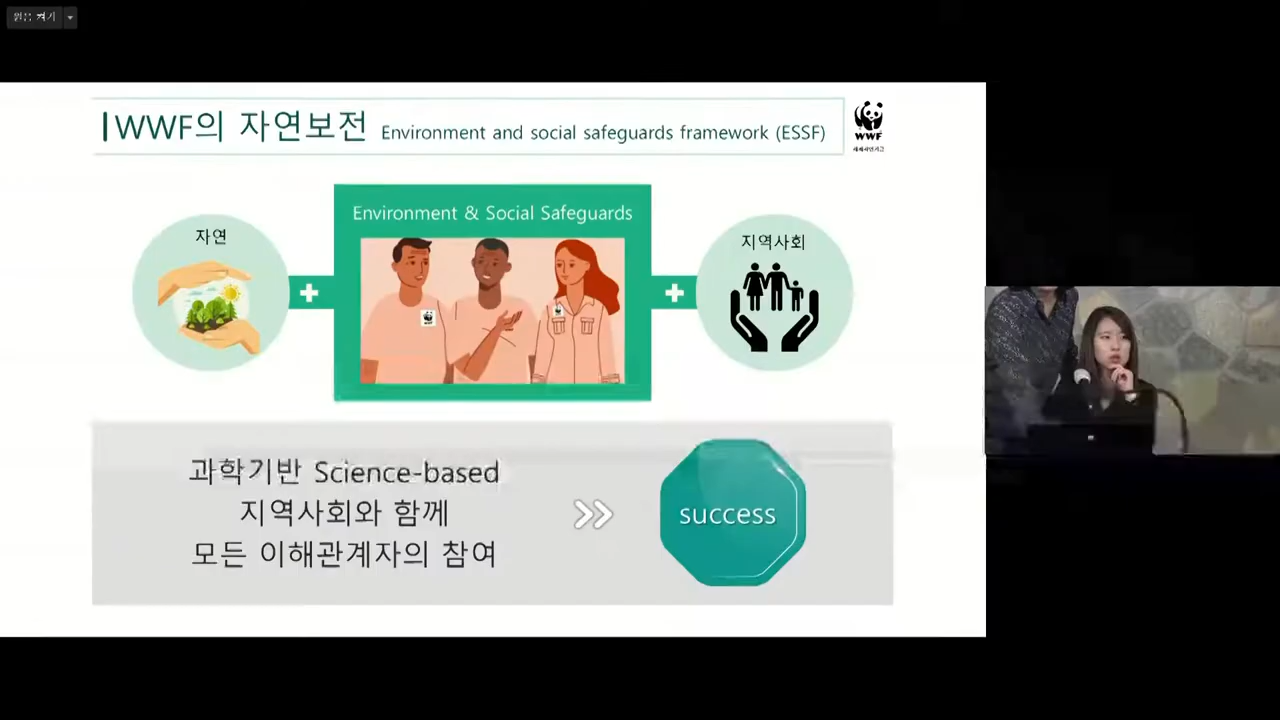 WWF의 자연보전 Environment and social safeguards framework (ESSF)
WWF
Environment & Social Safeguards
자연
지역사회
과학기반 Science-based
지역사회와 함께
모든 이해관계자의 참여
success